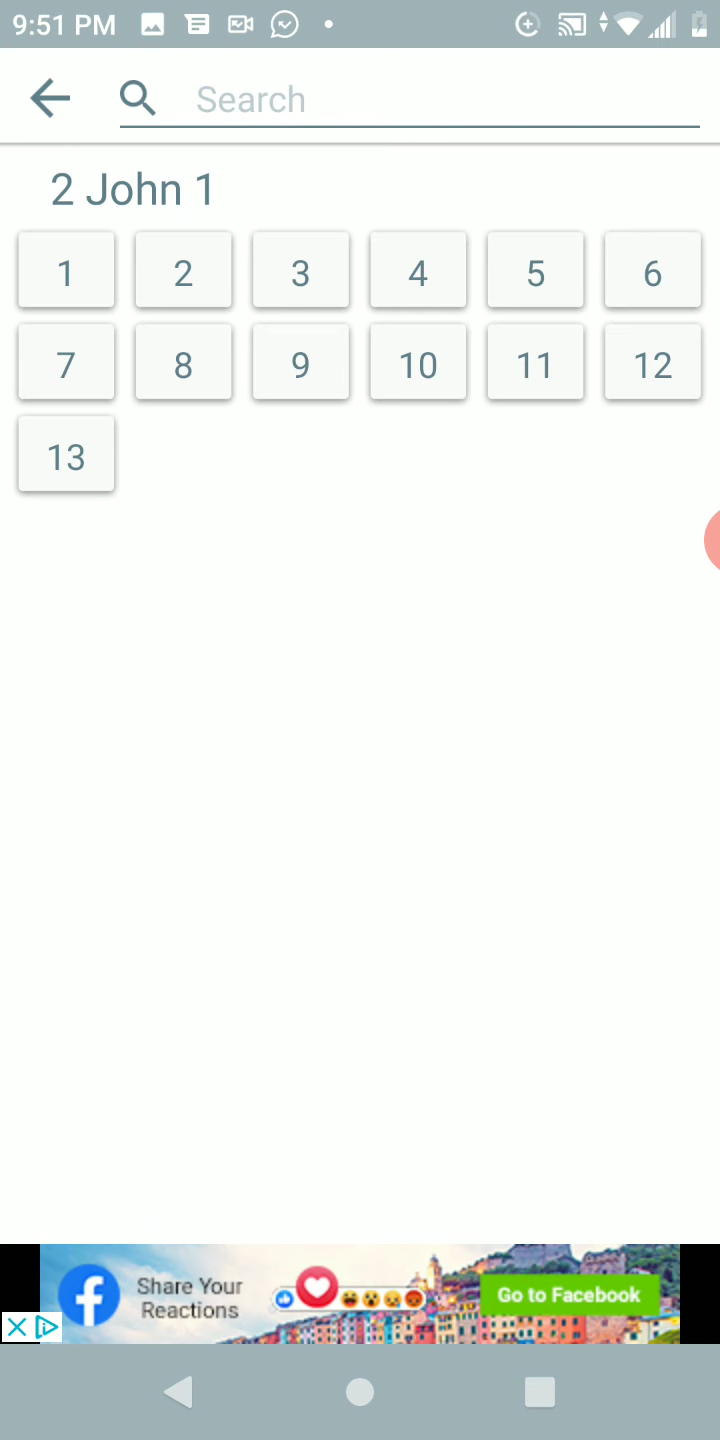 9:51 PM
Search
2 John 1
1 2 3 4 5 6
7 8 9 10 11 12
13
Share Your
Reactions
Go to Facebook